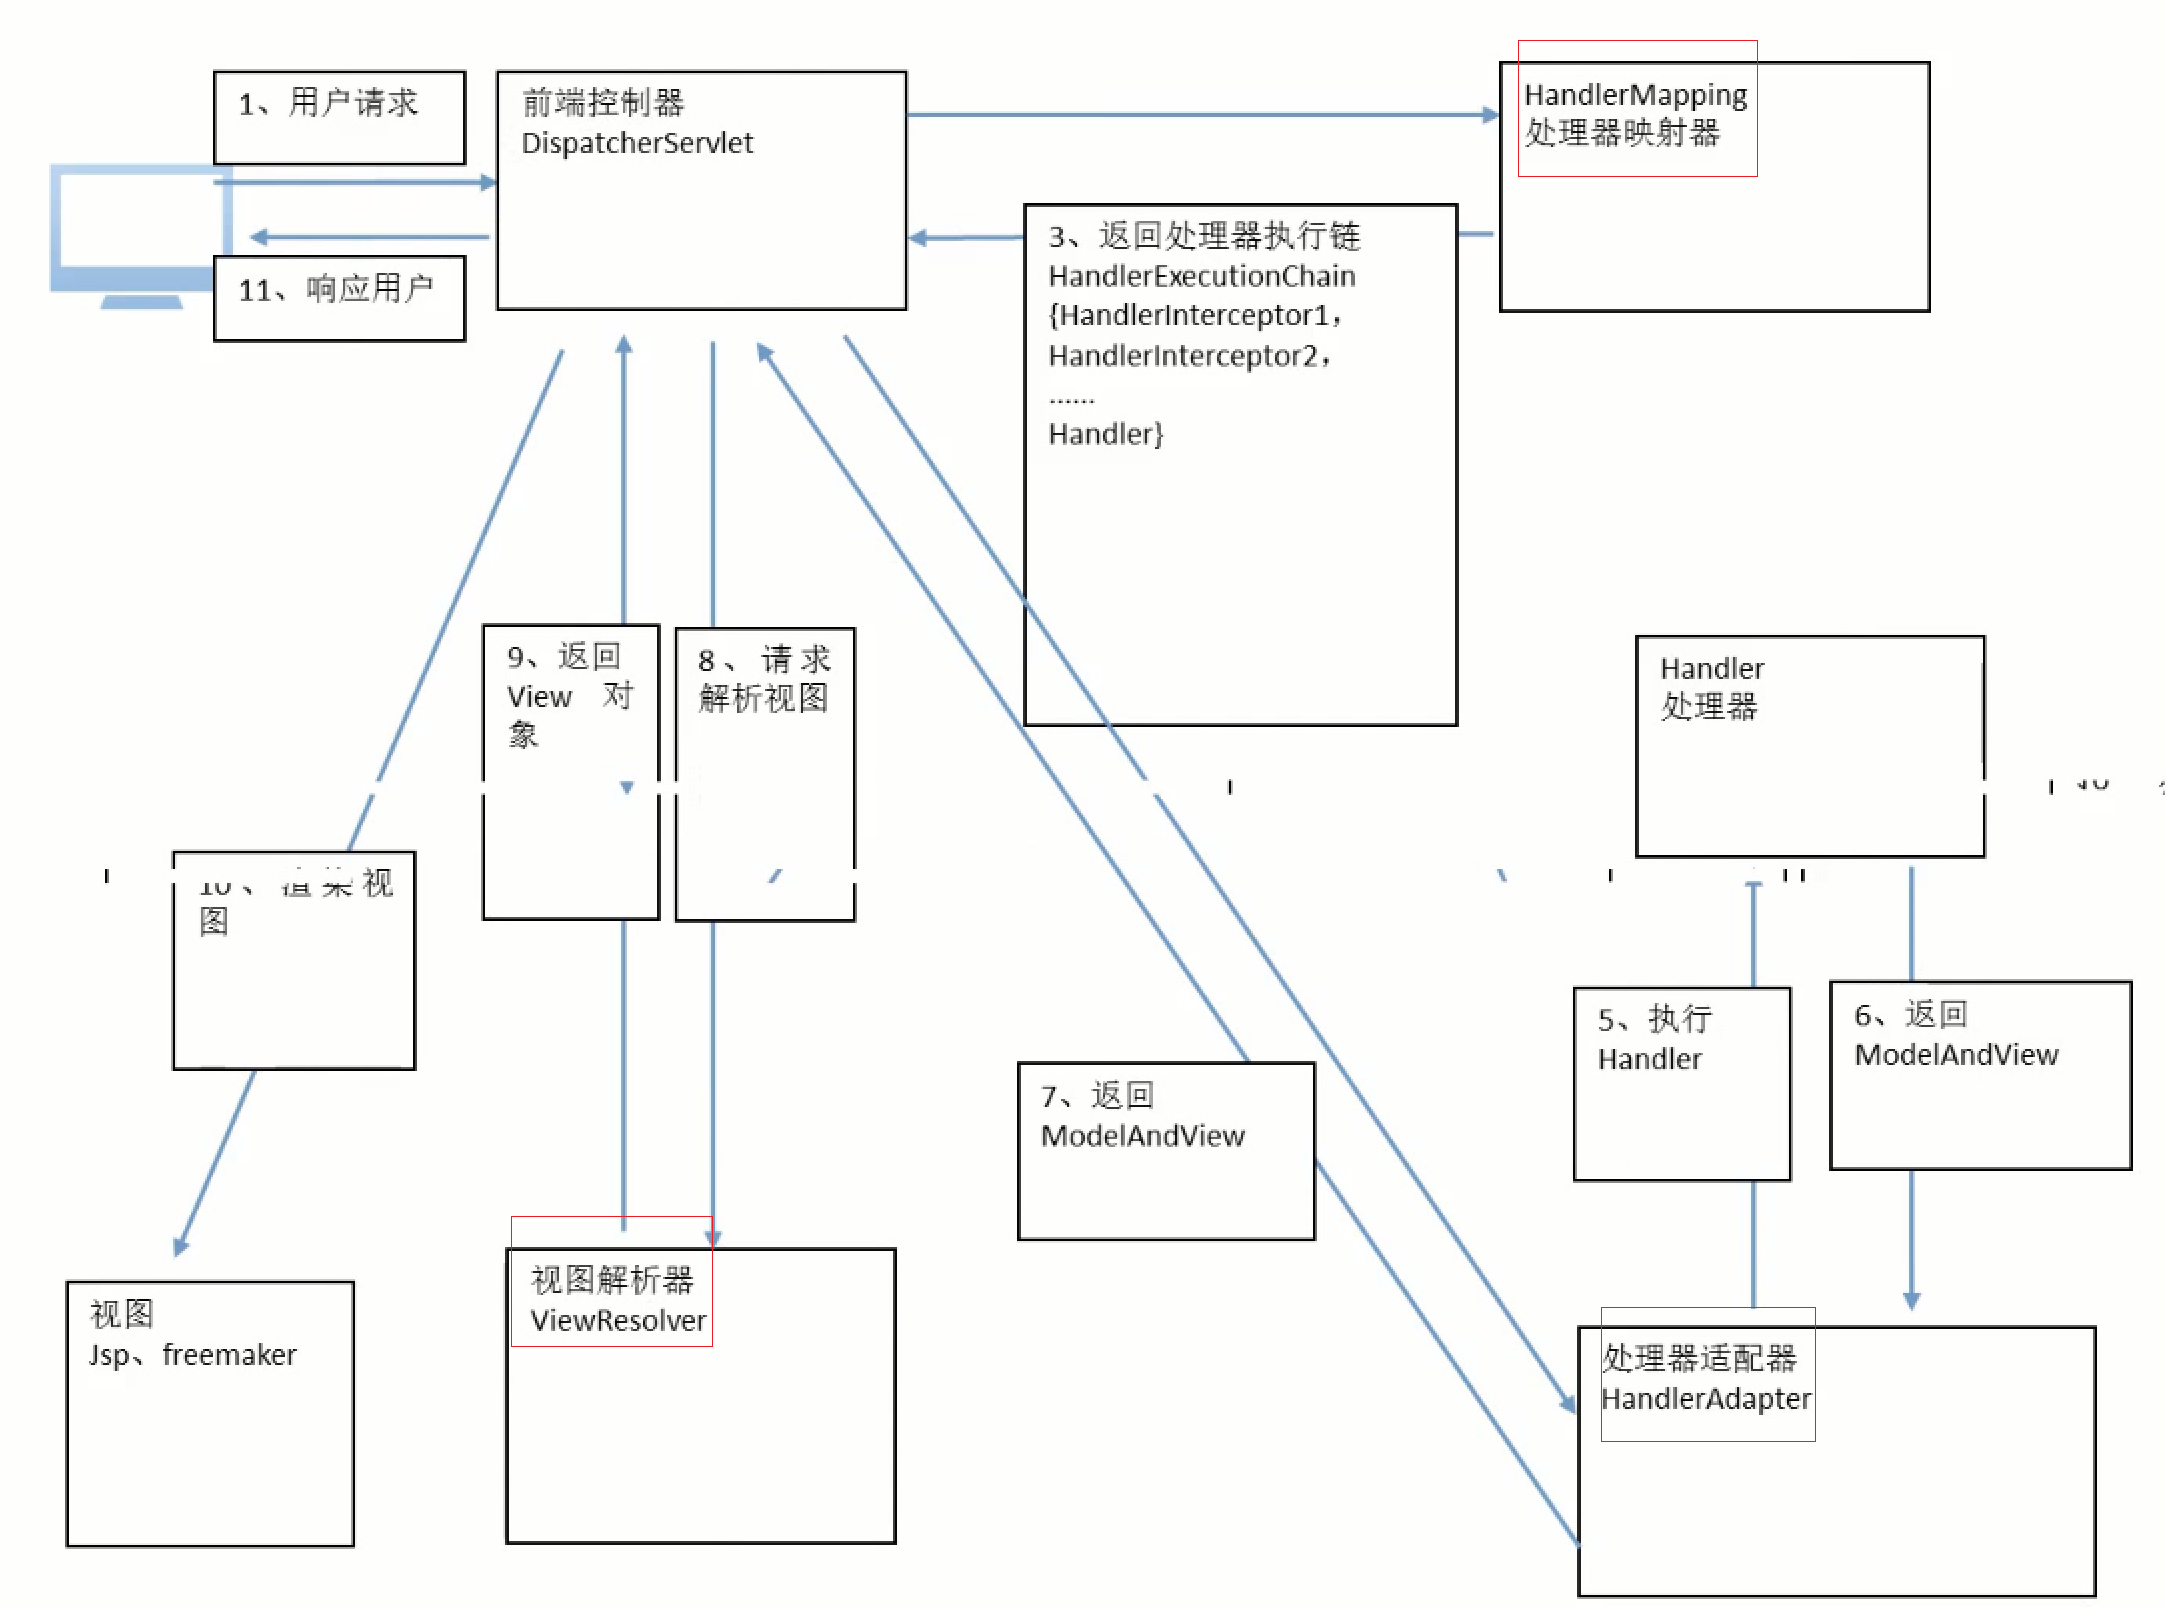 1、用户请求
前端控制器
DispatcherServlet
HandlerMapping
处理器映射器
11、响应用户
3、返回处理器执行链
HandlerExecutionChain
{HandlerInterceptor1，
HandlerInterceptor2，
......
Handler}
9、返回
View 对
象
8、请求
解析视图
Handler
处理器
10、渲染视
图
5、执行
Handler
6、返回
ModelAndView
7、返回
ModelAndView
视图
Jsp、freemaker
视图解析器
ViewResolver
处理器适配器
HandlerAdapter